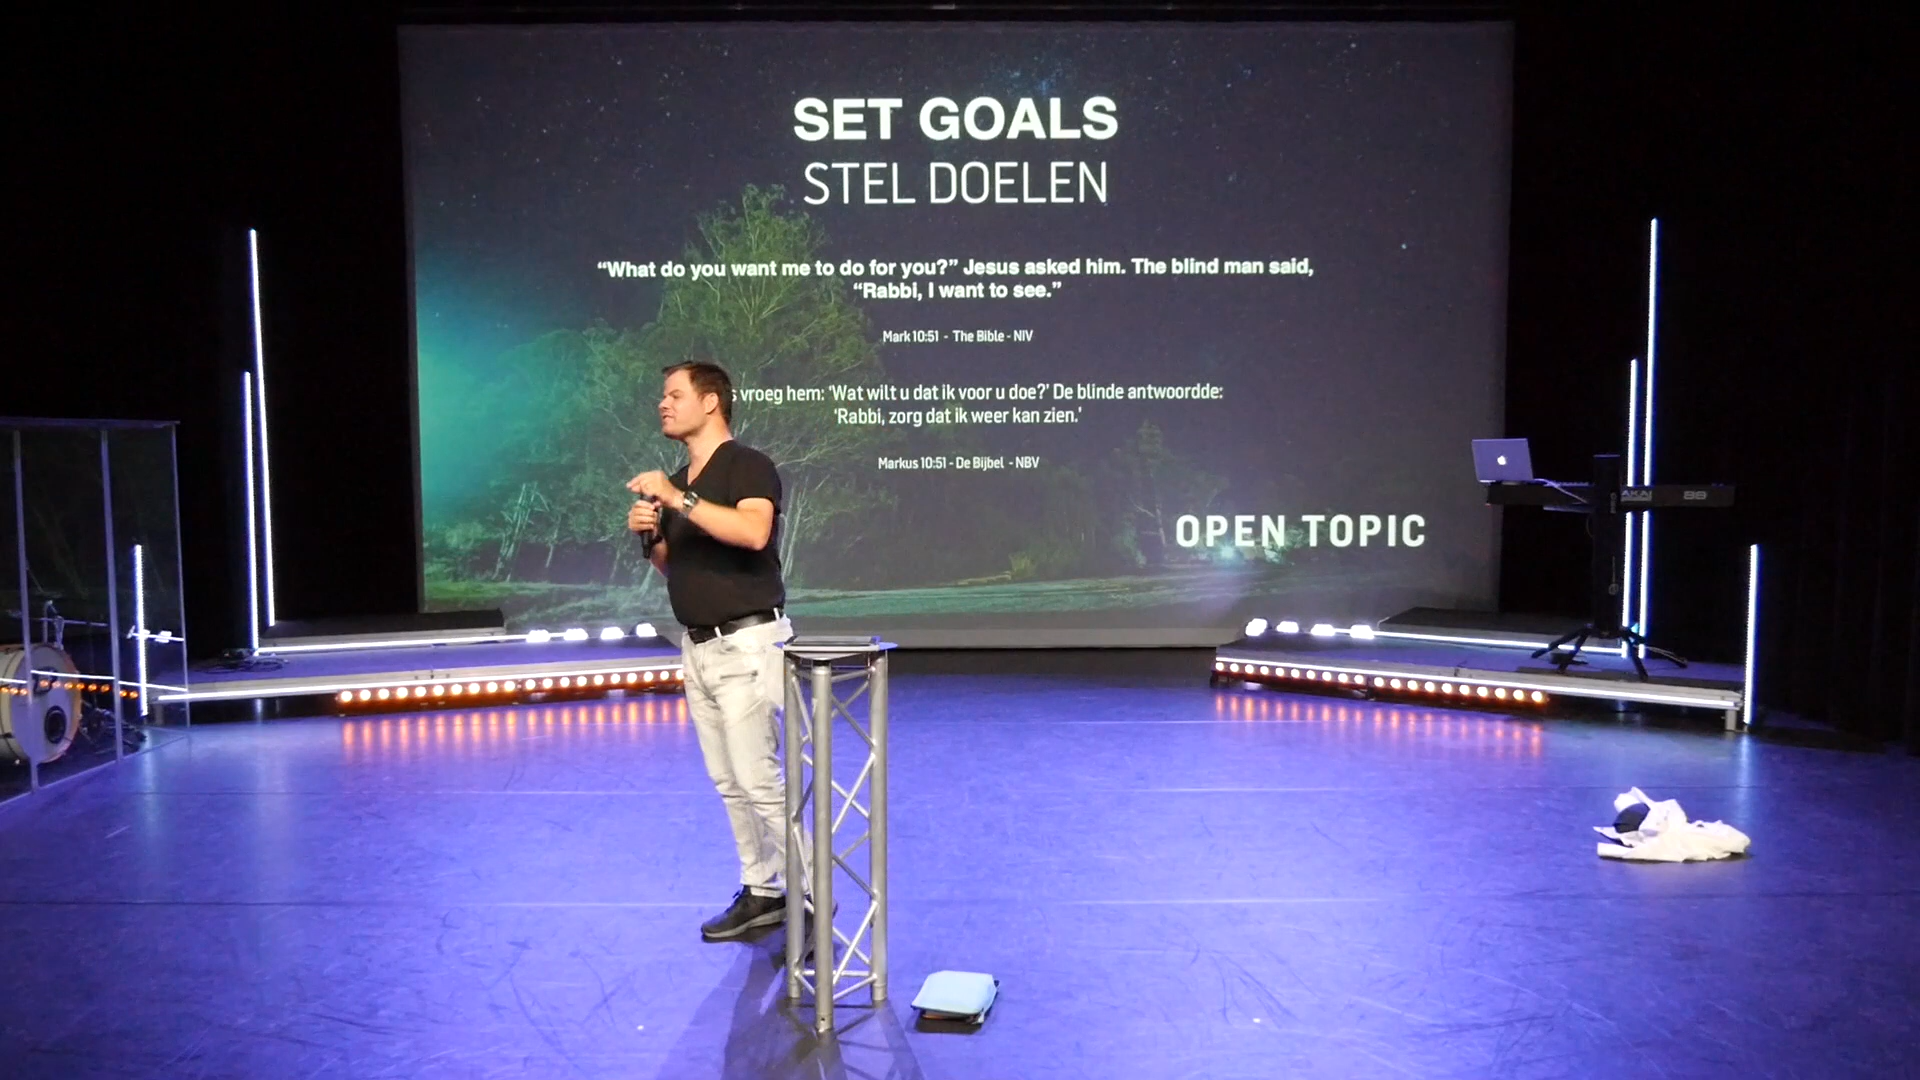 SET GOALS
STEL DOELEN
“What do you want me to do for you?” Jesus asked him. The blind man said,
“Rabbi, I want to see.”
Mark 10:51 - The Bible - NIV
vroeg hem: 'Wat wilt u dat ik voor u doe?' De blinde antwoordde:
'Rabbi, zorg dat ik weer kan zien.'
Markus 10:51 - De Bijbel - NBV
OPEN TOPIC
AKAI
88